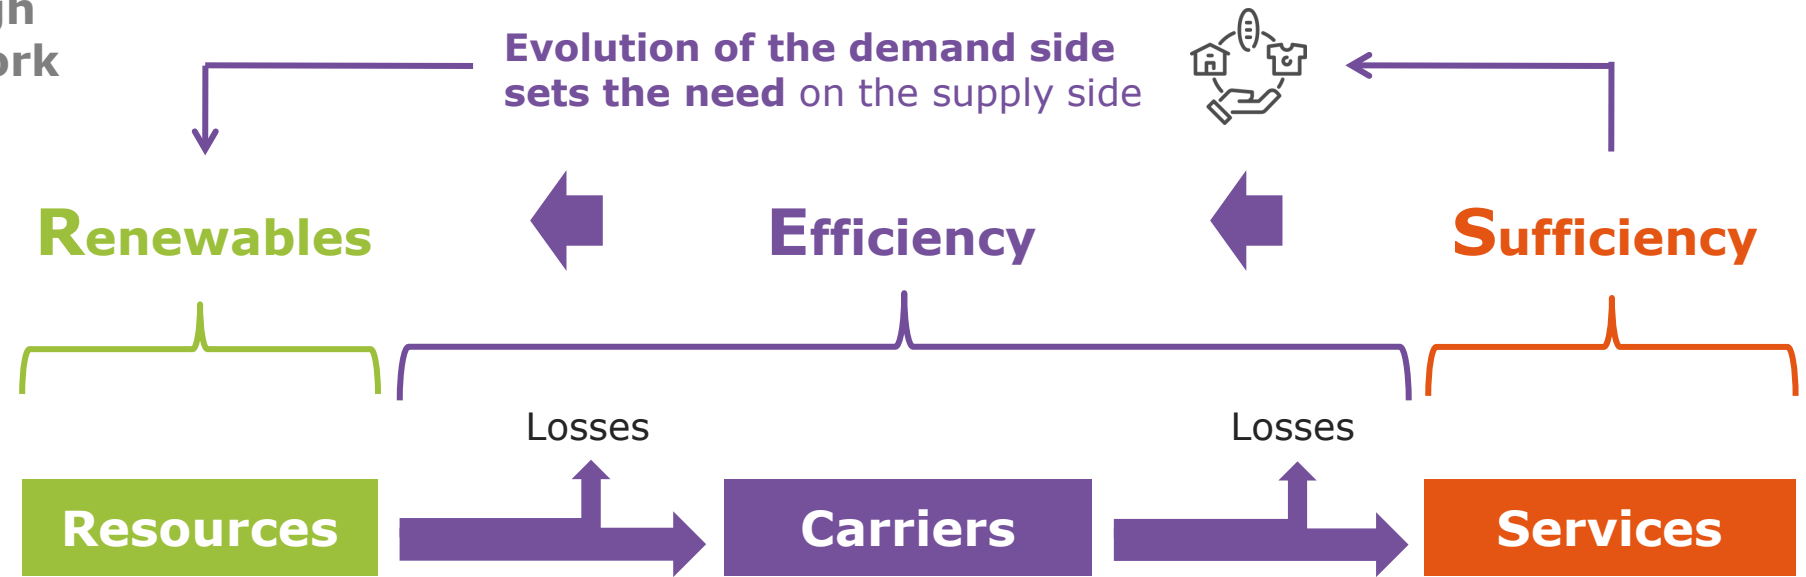 Evolution of the demand side
sets the need on the supply side
Renewables
Efficiency
Sufficiency
Losses
Losses
Resources
Carriers
Services